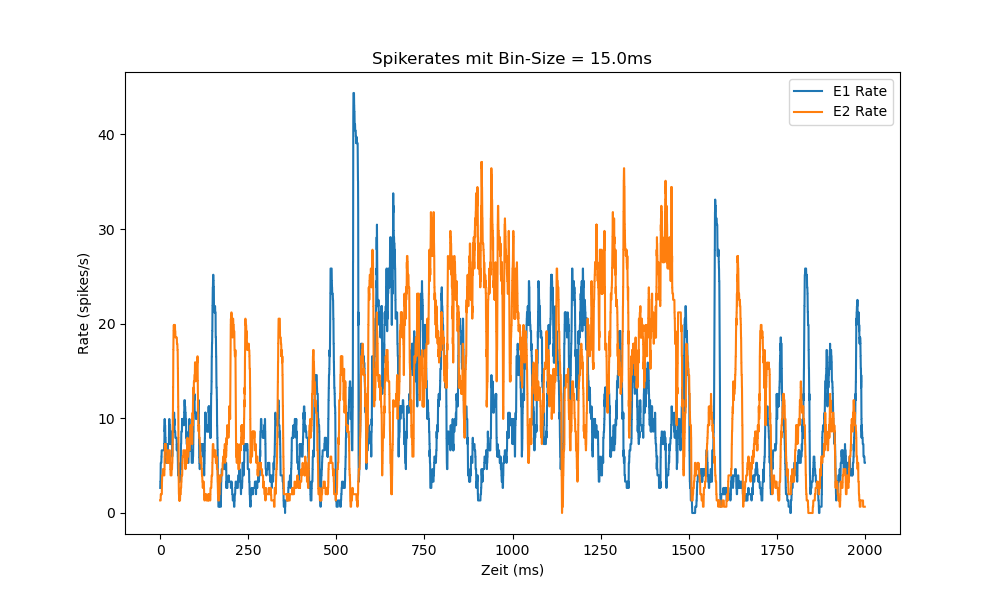 Spikerates mit Bin-Size = 15.0ms
E1 Rate
E2 Rate
Rate (spikes/s)
40
30
20
10
0
0 250 500 750 1000 1250 1500 1750 2000
Zeit (ms)